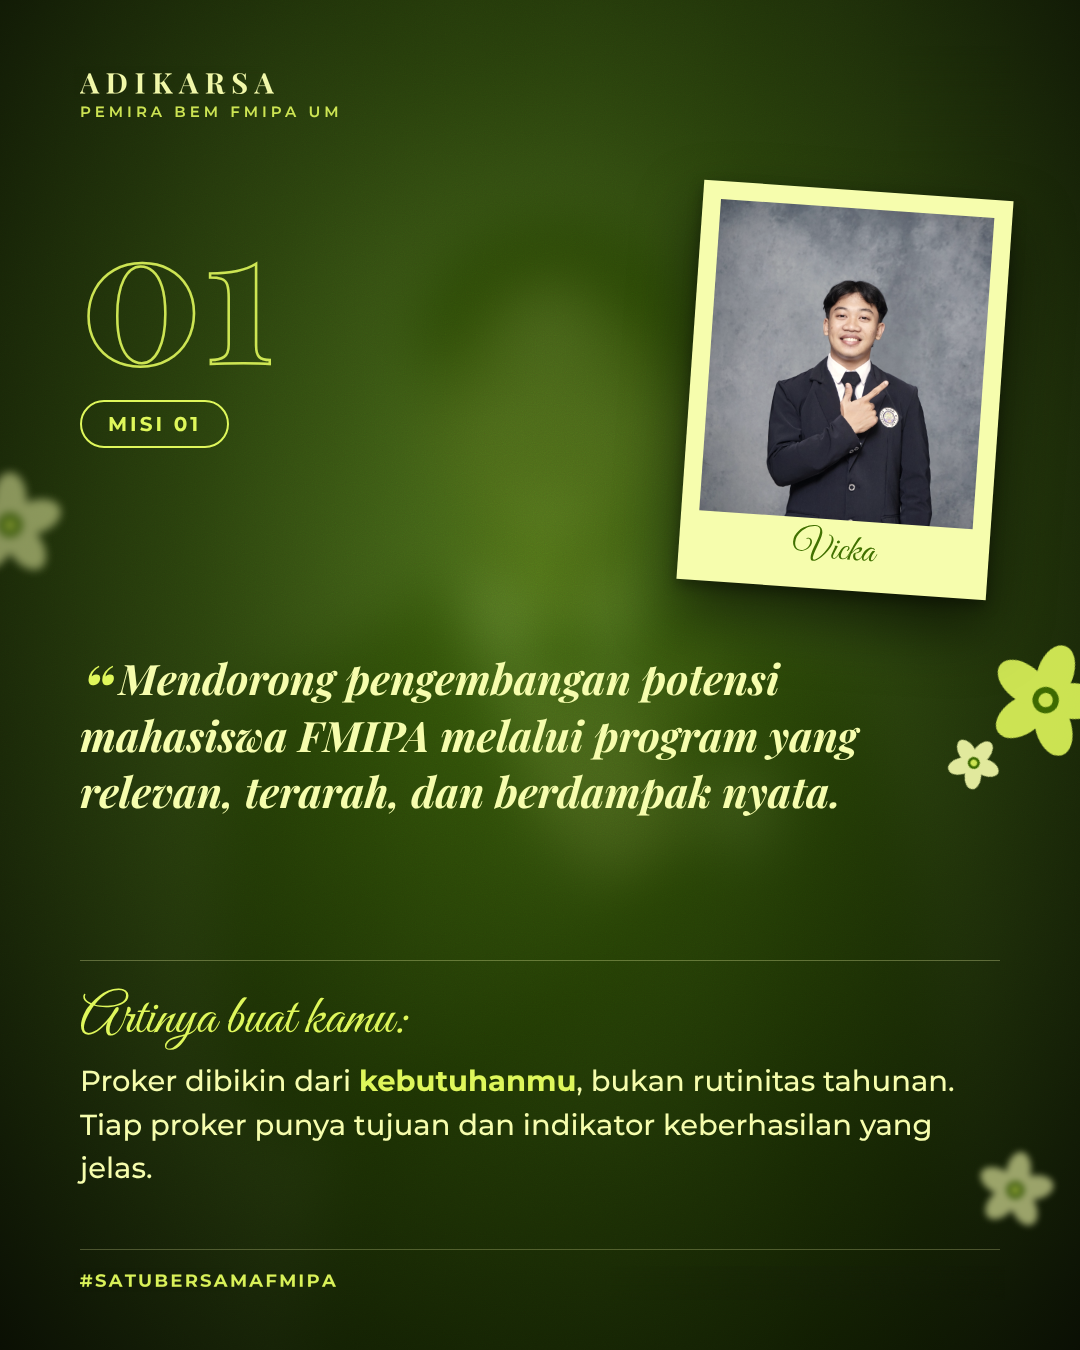 ADIKARSA
PEMIRA BEM FMIPA UM
01
MISI 01
Vicka
“Mendorong pengembangan potensi
mahasiswa FMIPA melalui program yang
relevan, terarah, dan berdampak nyata.
Artinya buat kamu:
Proker dibikin dari kebutuhanmu, bukan rutinitas tahunan.
Tiap proker punya tujuan dan indikator keberhasilan yang
jelas.
#SATUBERSAMAFMIPA